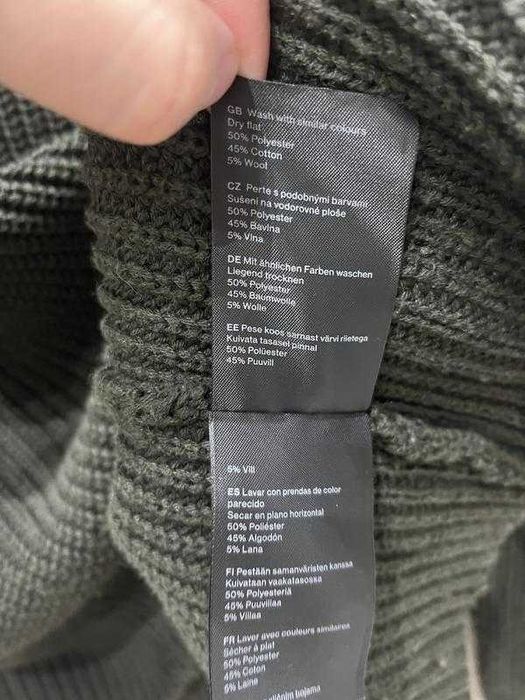 GB Wash with similar colours
Dry flat
50% Polyester
45% Cotton
5% Wool
CZ Perte s podobnými barvami
Sušeni na vodorovné ploše
50% Polyester
45% Bavina
5% Vlna
DE Mit ähnlichen Farben waschen
Liegend trocknen
50% Polyester
45% Baumwolle
5% Wolle
EE Pese koos sarnast värvi riietega
Kuivata tasasel pinnal
50% Polüester
45% Puuvill
5% Vill
ES Lavar con prendas de color
parecido
Secar en plano horizontal
50% Poliéster
45% Algodón
5% Lana
FI Pestään samanväristen kanssa
Kuivataan vaakatasossa
50% Polyesteriä
45% Puuvillaa
5% Villaa
FR Laver avec couleurs similaires
Sécher à plat
50% Polyester
45% Coton
5% Laine
bojama